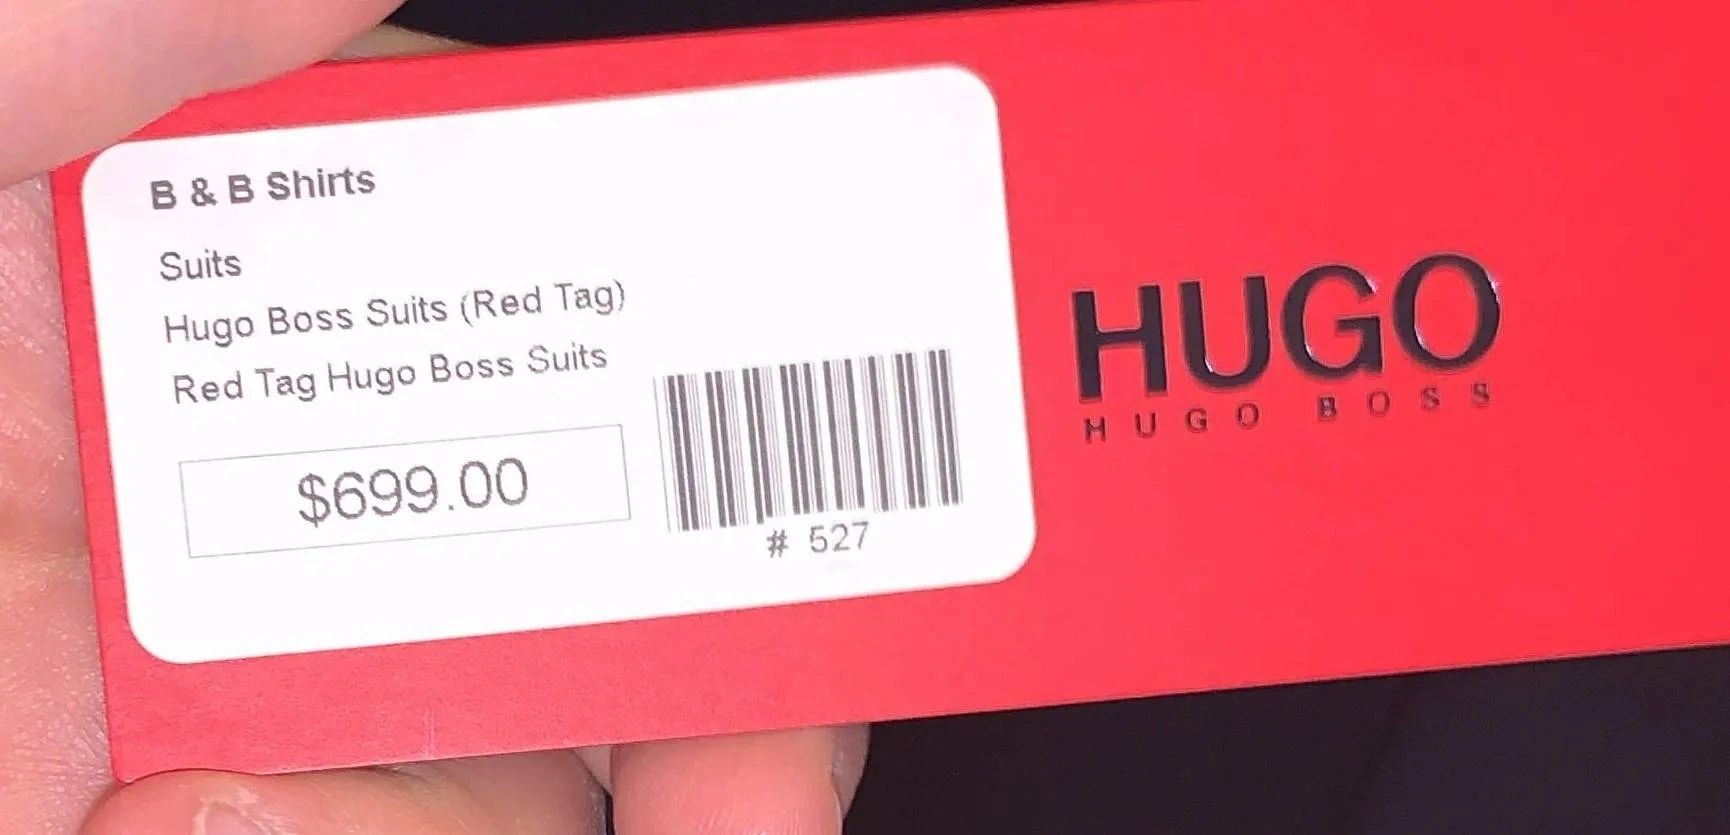 B & B Shirts
Suits
Hugo Boss Suits (Red Tag)
Red Tag Hugo Boss Suits
$699.00
# 527
HUGO
HUGO BOSS